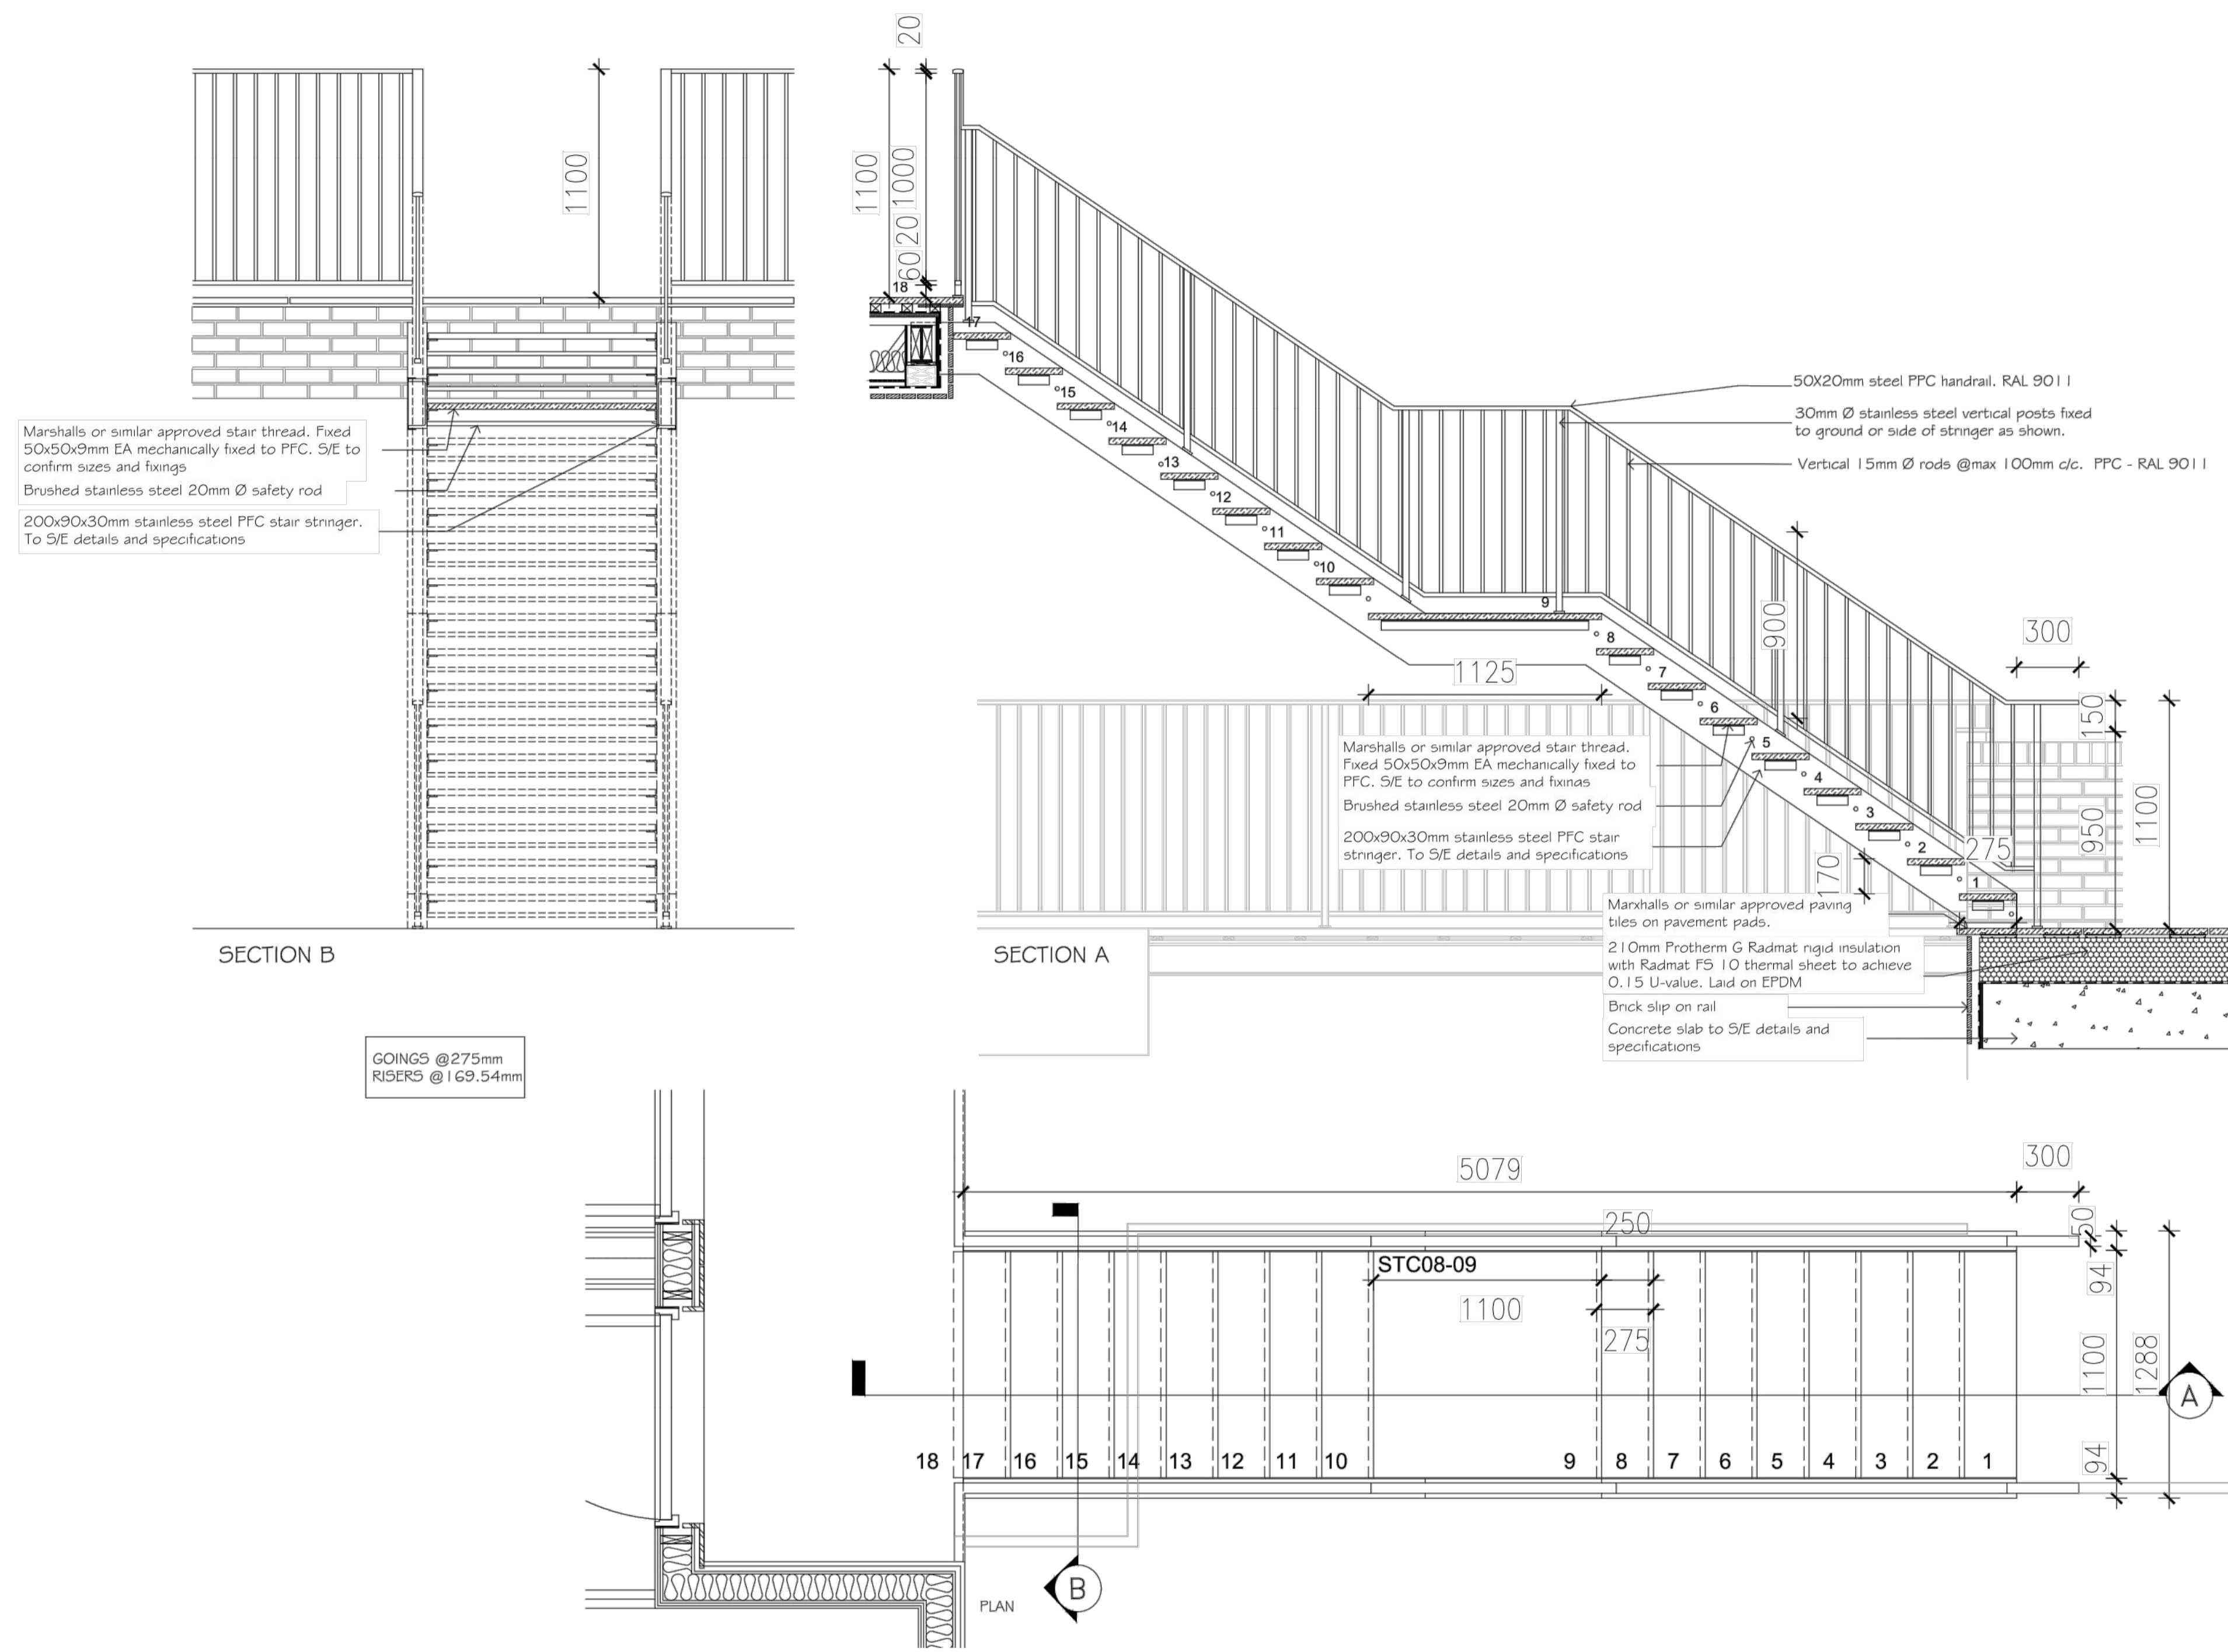 20
1100
1100
1000
20
60
18
17
16
15
14
13
12
11
10
9
8
7
6
5
4
3
2
1
50X20mm steel PPC handrail. RAL 9011
30mm Ø stainless steel vertical posts fixed
to ground or side of stringer as shown.
Vertical 15mm Ø rods @max 100mm c/c. PPC - RAL 9011
Marshalls or similar approved stair thread. Fixed
50x50x9mm EA mechanically fixed to PFC. S/E to
confirm sizes and fixings
Brushed stainless steel 20mm Ø safety rod
200x90x30mm stainless steel PFC stair stringer.
To S/E details and specifications
900
300
1125
150
950
1100
275
170
Marshalls or similar approved stair thread.
Fixed 50x50x9mm EA mechanically fixed to
PFC. S/E to confirm sizes and fixings
Brushed stainless steel 20mm Ø safety rod
200x90x30mm stainless steel PFC stair
stringer. To S/E details and specifications
Marxhalls or similar approved paving
tiles on pavement pads.
210mm Protherm G Radmat rigid insulation
with Radmat FS 10 thermal sheet to achieve
0.15 U-value. Laid on EPDM
Brick slip on rail
Concrete slab to S/E details and
specifications
SECTION B
SECTION A
GOINGS @275mm
RISERS @169.54mm
5079
300
250
50
STC08-09
94
1100
275
1100
1288
A
94
18 17 16 15 14 13 12 11 10 9 8 7 6 5 4 3 2 1
B
PLAN